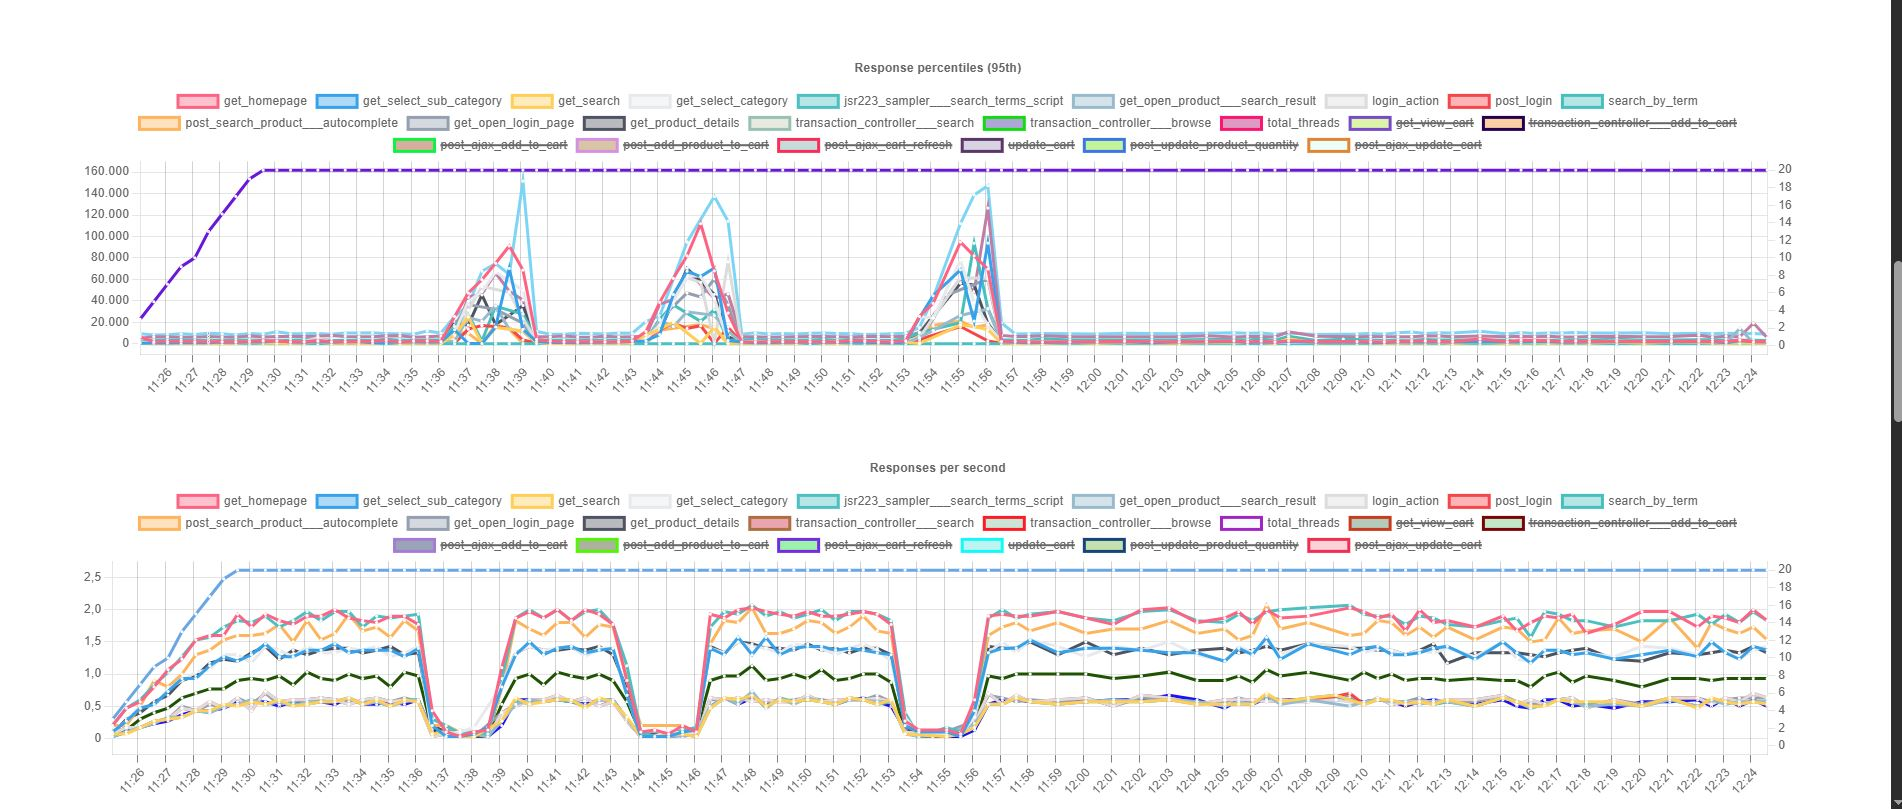 Response percentiles (95th)
get_homepage get_select_sub_category get_search get_select_category jsr223_sampler___search_terms_script get_open_product___search_result login_action post_login search_by_term
post_search_product___autocomplete get_open_login_page get_product_details transaction_controller___search transaction_controller___browse total_threads get_view_cart transaction_controller___add_to_cart
post_ajax_add_to_cart post_add_product_to_cart post_ajax_cart_refresh update_cart post_update_product_quantity post_ajax_update_cart
160.000 20
140.000 18
120.000 16
100.000 14
80.000 12
60.000 10
40.000 8
20.000 6
0 4
2
0
11:26 11:27 11:28 11:29 11:30 11:31 11:32 11:33 11:34 11:35 11:36 11:37 11:38 11:39 11:40 11:41 11:42 11:43 11:44 11:45 11:46 11:47 11:48 11:49 11:50 11:51 11:52 11:53 11:54 11:55 11:56 11:57 11:58 11:59 12:00 12:01 12:02 12:03 12:04 12:05 12:06 12:07 12:08 12:09 12:10 12:11 12:12 12:13 12:14 12:15 12:16 12:17 12:18 12:19 12:20 12:21 12:22 12:23 12:24
Responses per second
get_homepage get_select_sub_category get_search get_select_category jsr223_sampler___search_terms_script get_open_product___search_result login_action post_login search_by_term
post_search_product___autocomplete get_open_login_page get_product_details transaction_controller___search transaction_controller___browse total_threads get_view_cart transaction_controller___add_to_cart
post_ajax_add_to_cart post_add_product_to_cart post_ajax_cart_refresh update_cart post_update_product_quantity post_ajax_update_cart
2,5 20
2,0 18
1,5 16
1,0 14
0,5 12
0 10
8
6
4
2
0
11:26 11:27 11:28 11:29 11:30 11:31 11:32 11:33 11:34 11:35 11:36 11:37 11:38 11:39 11:40 11:41 11:42 11:43 11:44 11:45 11:46 11:47 11:48 11:49 11:50 11:51 11:52 11:53 11:54 11:55 11:56 11:57 11:58 11:59 12:00 12:01 12:02 12:03 12:04 12:05 12:06 12:07 12:08 12:09 12:10 12:11 12:12 12:13 12:14 12:15 12:16 12:17 12:18 12:19 12:20 12:21 12:22 12:23 12:24